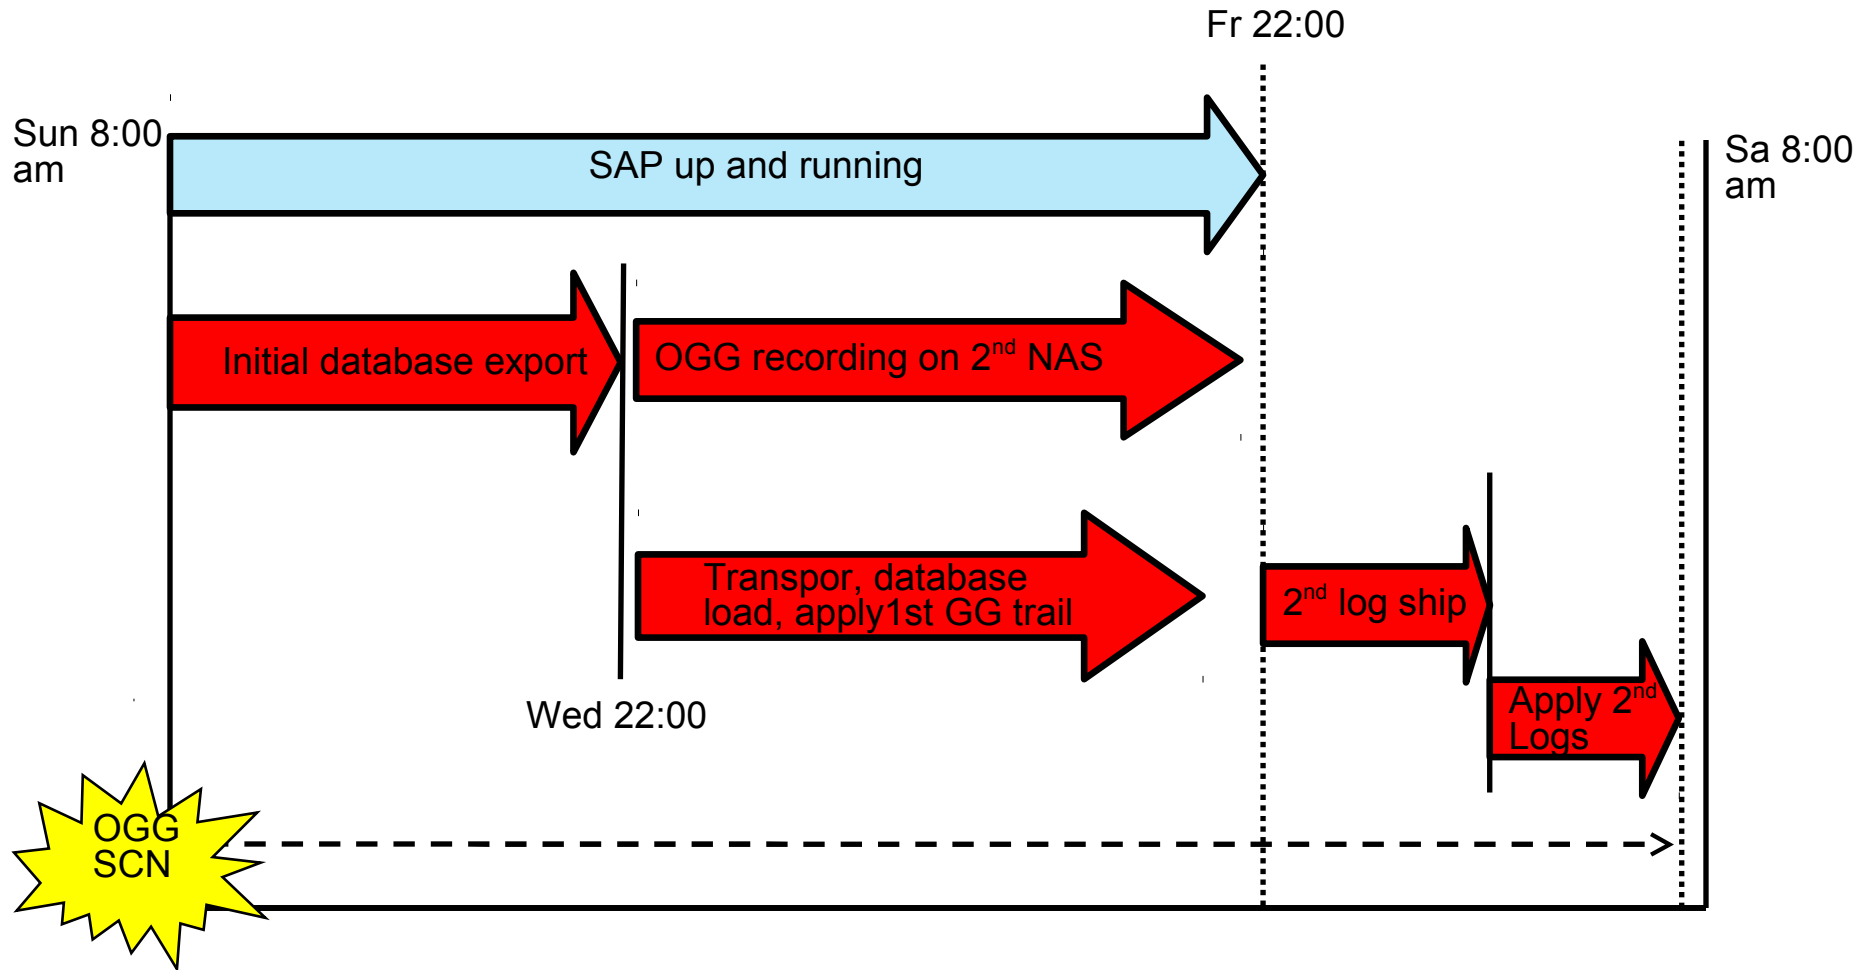 Fr 22:00
Sun 8:00
am
SAP up and running
Sa 8:00
am
Initial database export
OGG recording on 2nd NAS
Transpor, database
load, apply1st GG trail
2nd log ship
Wed 22:00
Apply 2nd
Logs
OGG
SCN